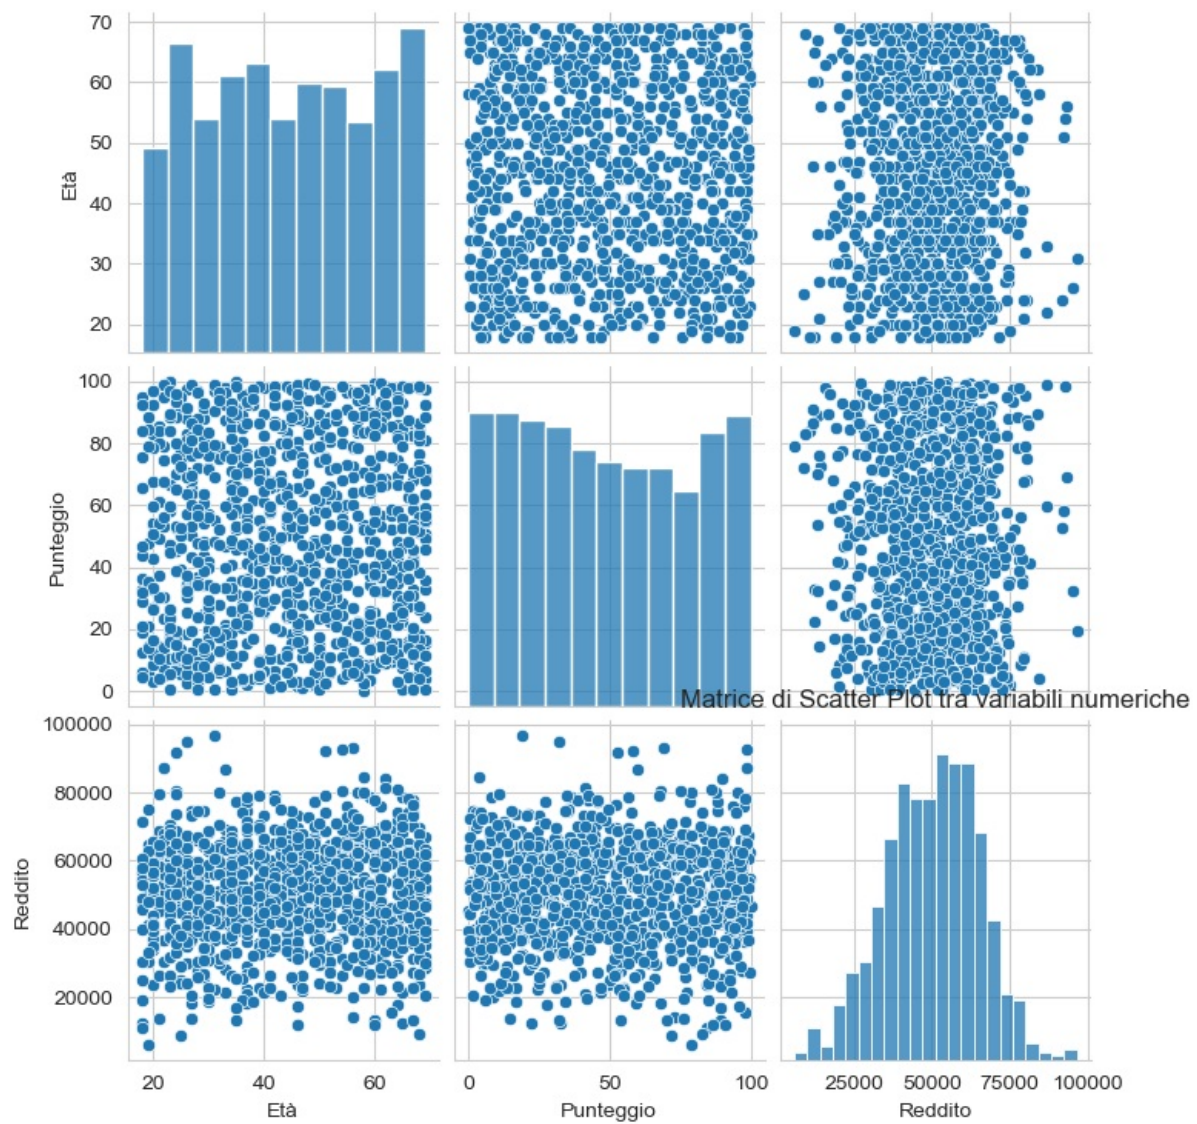 70
60
50
40
30
20
Età
100
80
60
40
20
0
Punteggio
Matrice di Scatter Plot tra variabili numeriche
100000
80000
60000
40000
20000
Reddito
20 40 60 0 50 100 25000 50000 75000 100000
Età Punteggio Reddito